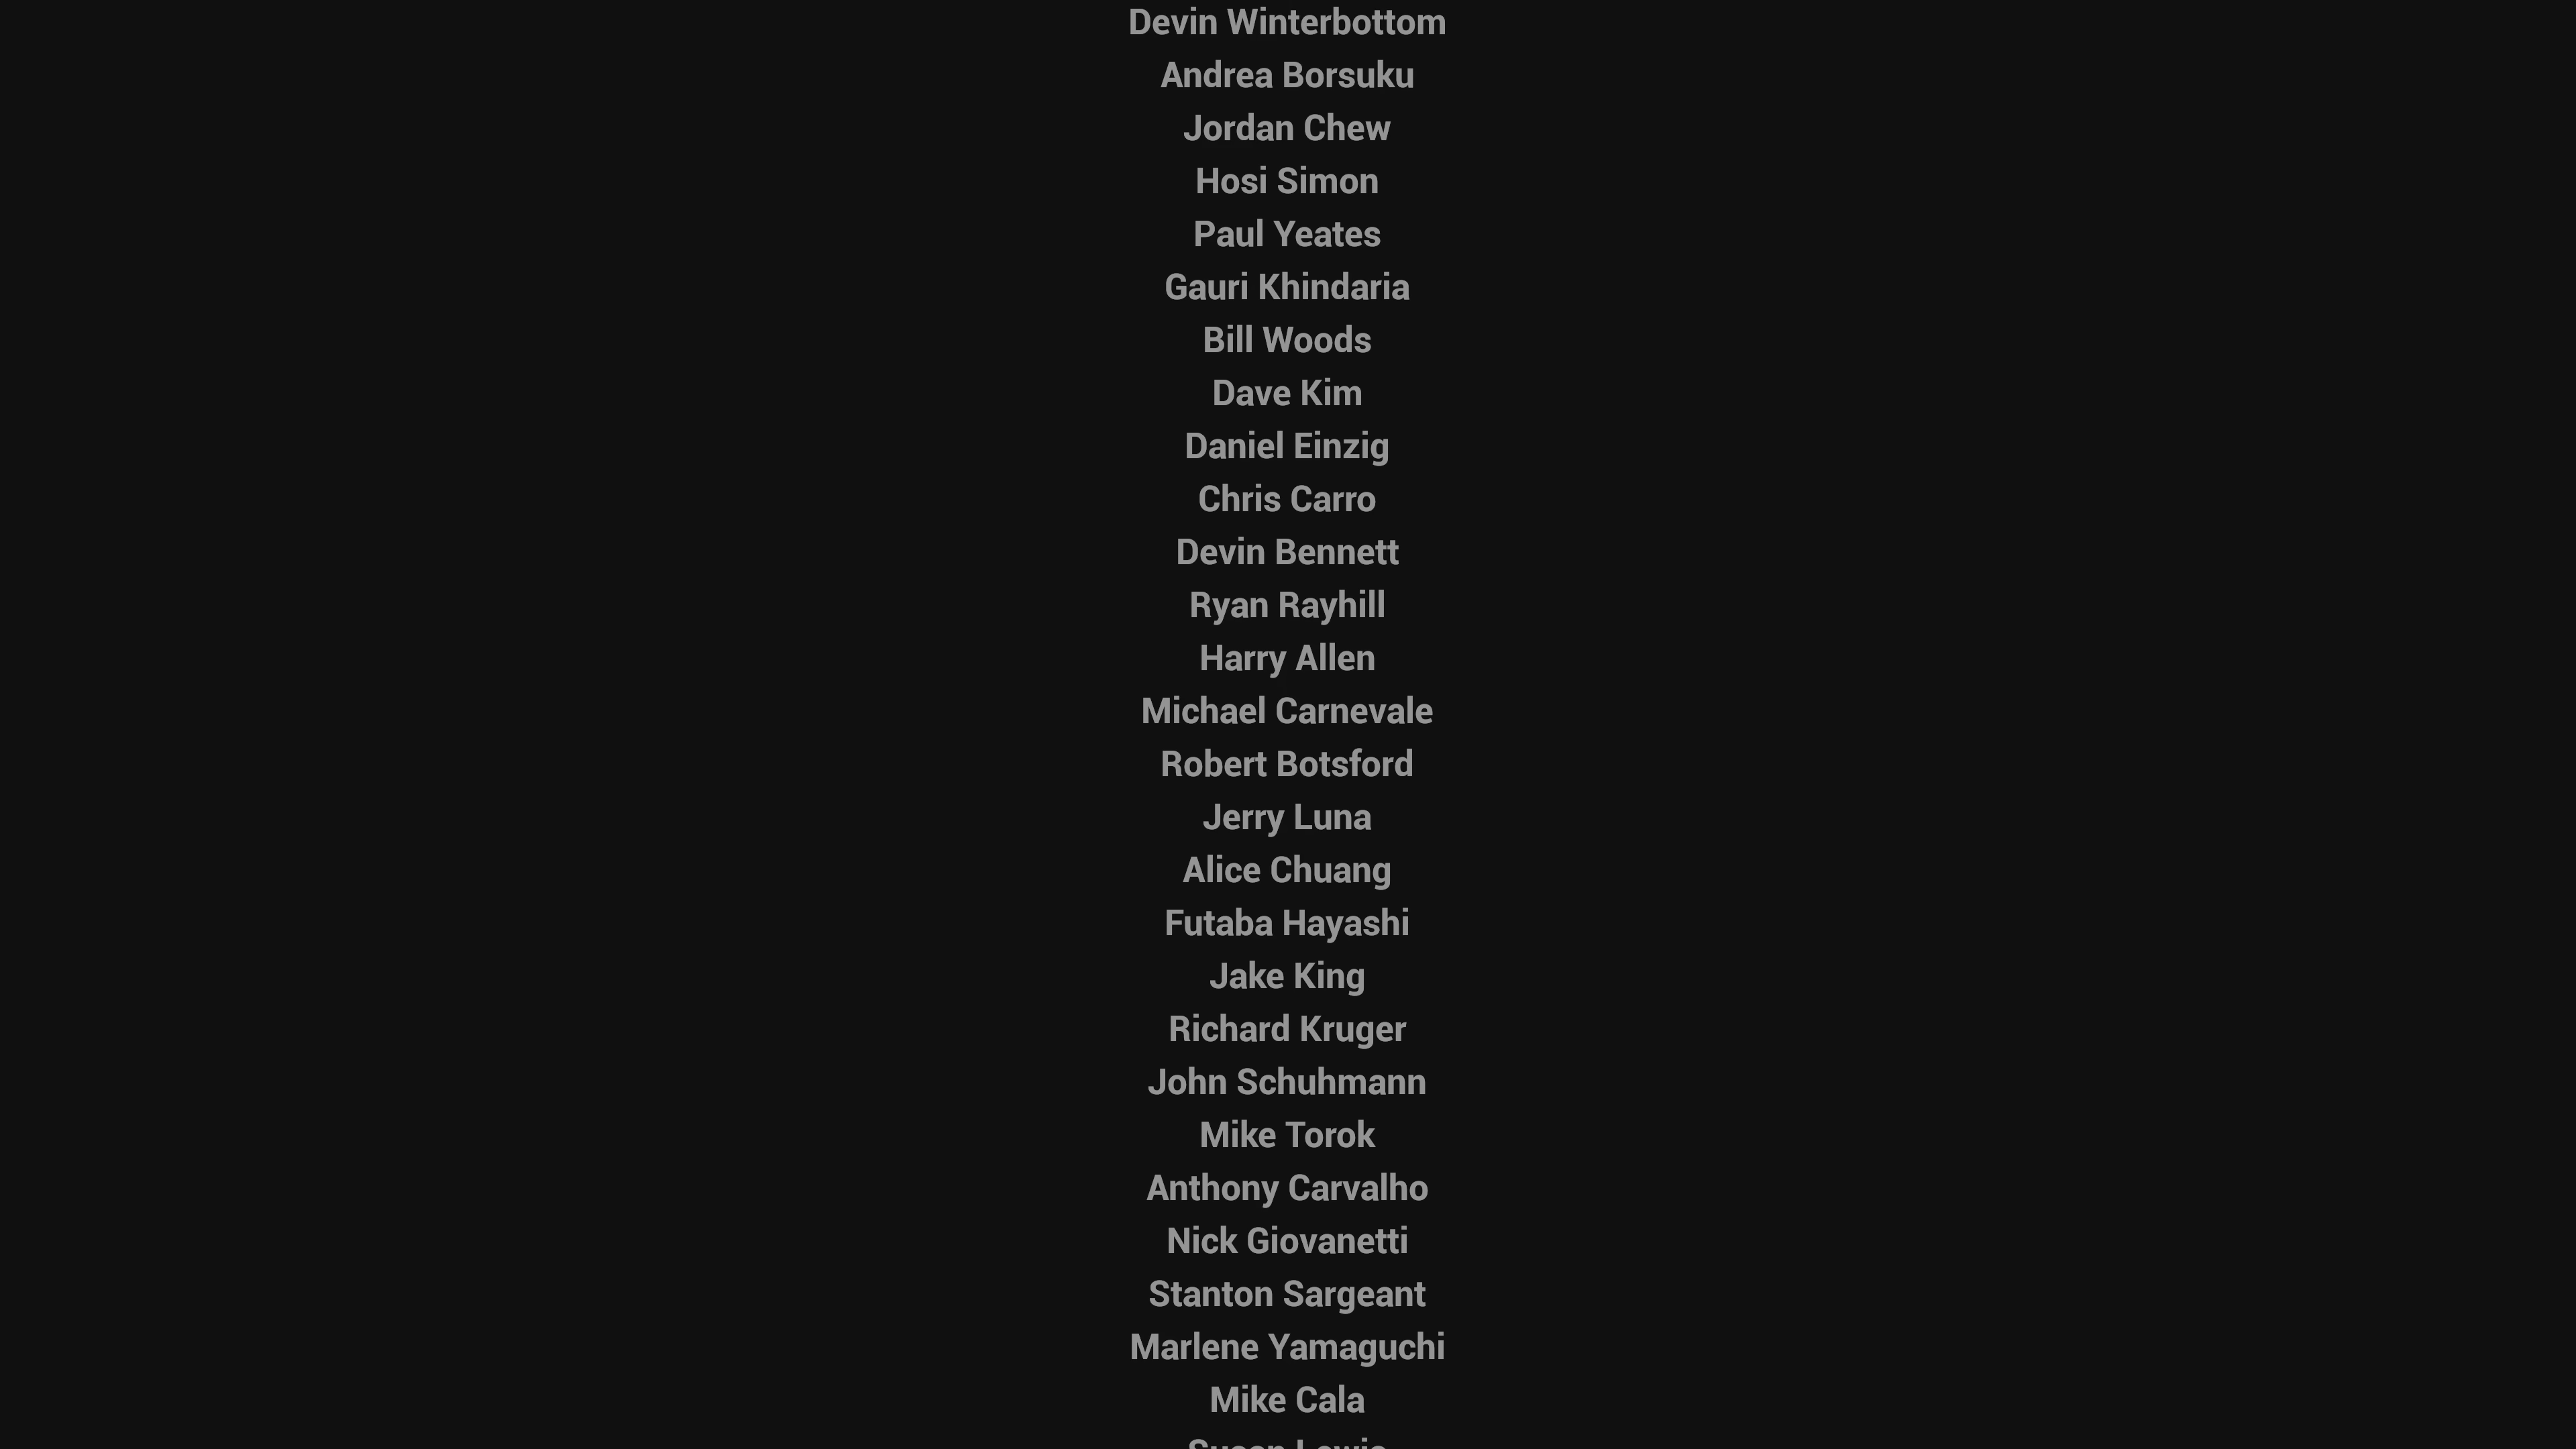 Devin Winterbottom
Andrea Borsuku
Jordan Chew
Hosi Simon
Paul Yeates
Gauri Khindaria
Bill Woods
Dave Kim
Daniel Einzig
Chris Carro
Devin Bennett
Ryan Rayhill
Harry Allen
Michael Carnevale
Robert Botsford
Jerry Luna
Alice Chuang
Futaba Hayashi
Jake King
Richard Kruger
John Schuhmann
Mike Torok
Anthony Carvalho
Nick Giovanetti
Stanton Sargeant
Marlene Yamaguchi
Mike Cala